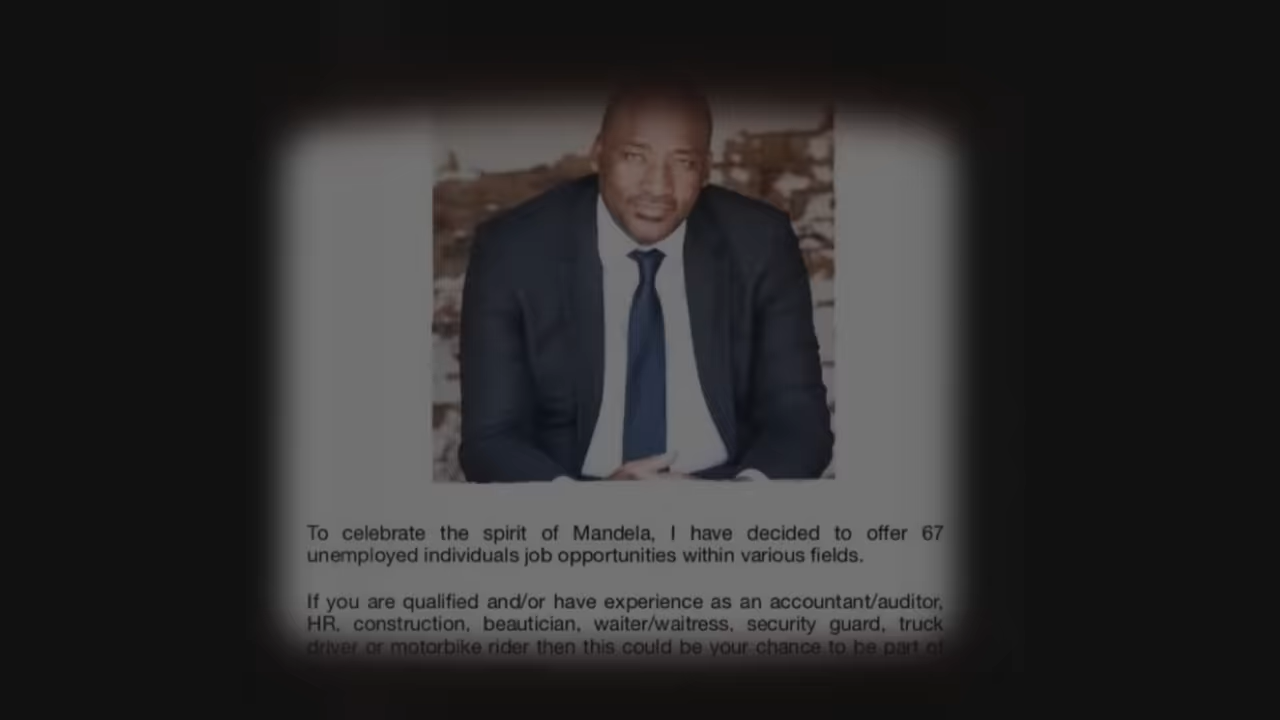 To celebrate the spirit of Mandela, I have decided to offer 67
unemployed individuals job opportunities within various fields.
If you are qualified and/or have experience as an accountant/auditor,
HR, construction, beautician, waiter/waitress, security guard, truck
driver or motorbike rider then this could be your chance to be part of